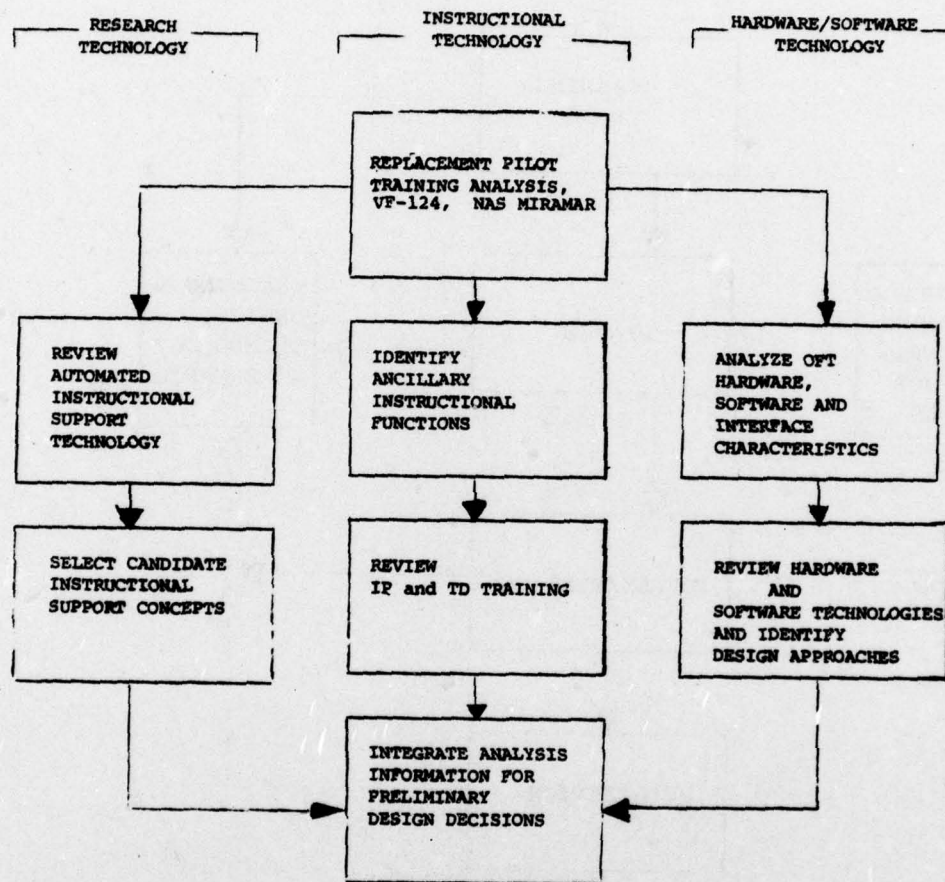 RESEARCH
TECHNOLOGY
INSTRUCTIONAL
TECHNOLOGY
HARDWARE/SOFTWARE
TECHNOLOGY
REPLACEMENT PILOT
TRAINING ANALYSIS,
VF-124, NAS MIRAMAR
REVIEW
AUTOMATED
INSTRUCTIONAL
SUPPORT
TECHNOLOGY
IDENTIFY
ANCILLARY
INSTRUCTIONAL
FUNCTIONS
ANALYZE OFT
HARDWARE,
SOFTWARE AND
INTERFACE
CHARACTERISTICS
SELECT CANDIDATE
INSTRUCTIONAL
SUPPORT CONCEPTS
REVIEW
IP and TD TRAINING
REVIEW HARDWARE
AND
SOFTWARE TECHNOLOGIES
AND IDENTIFY
DESIGN APPROACHES
INTEGRATE ANALYSIS
INFORMATION FOR
PRELIMINARY
DESIGN DECISIONS